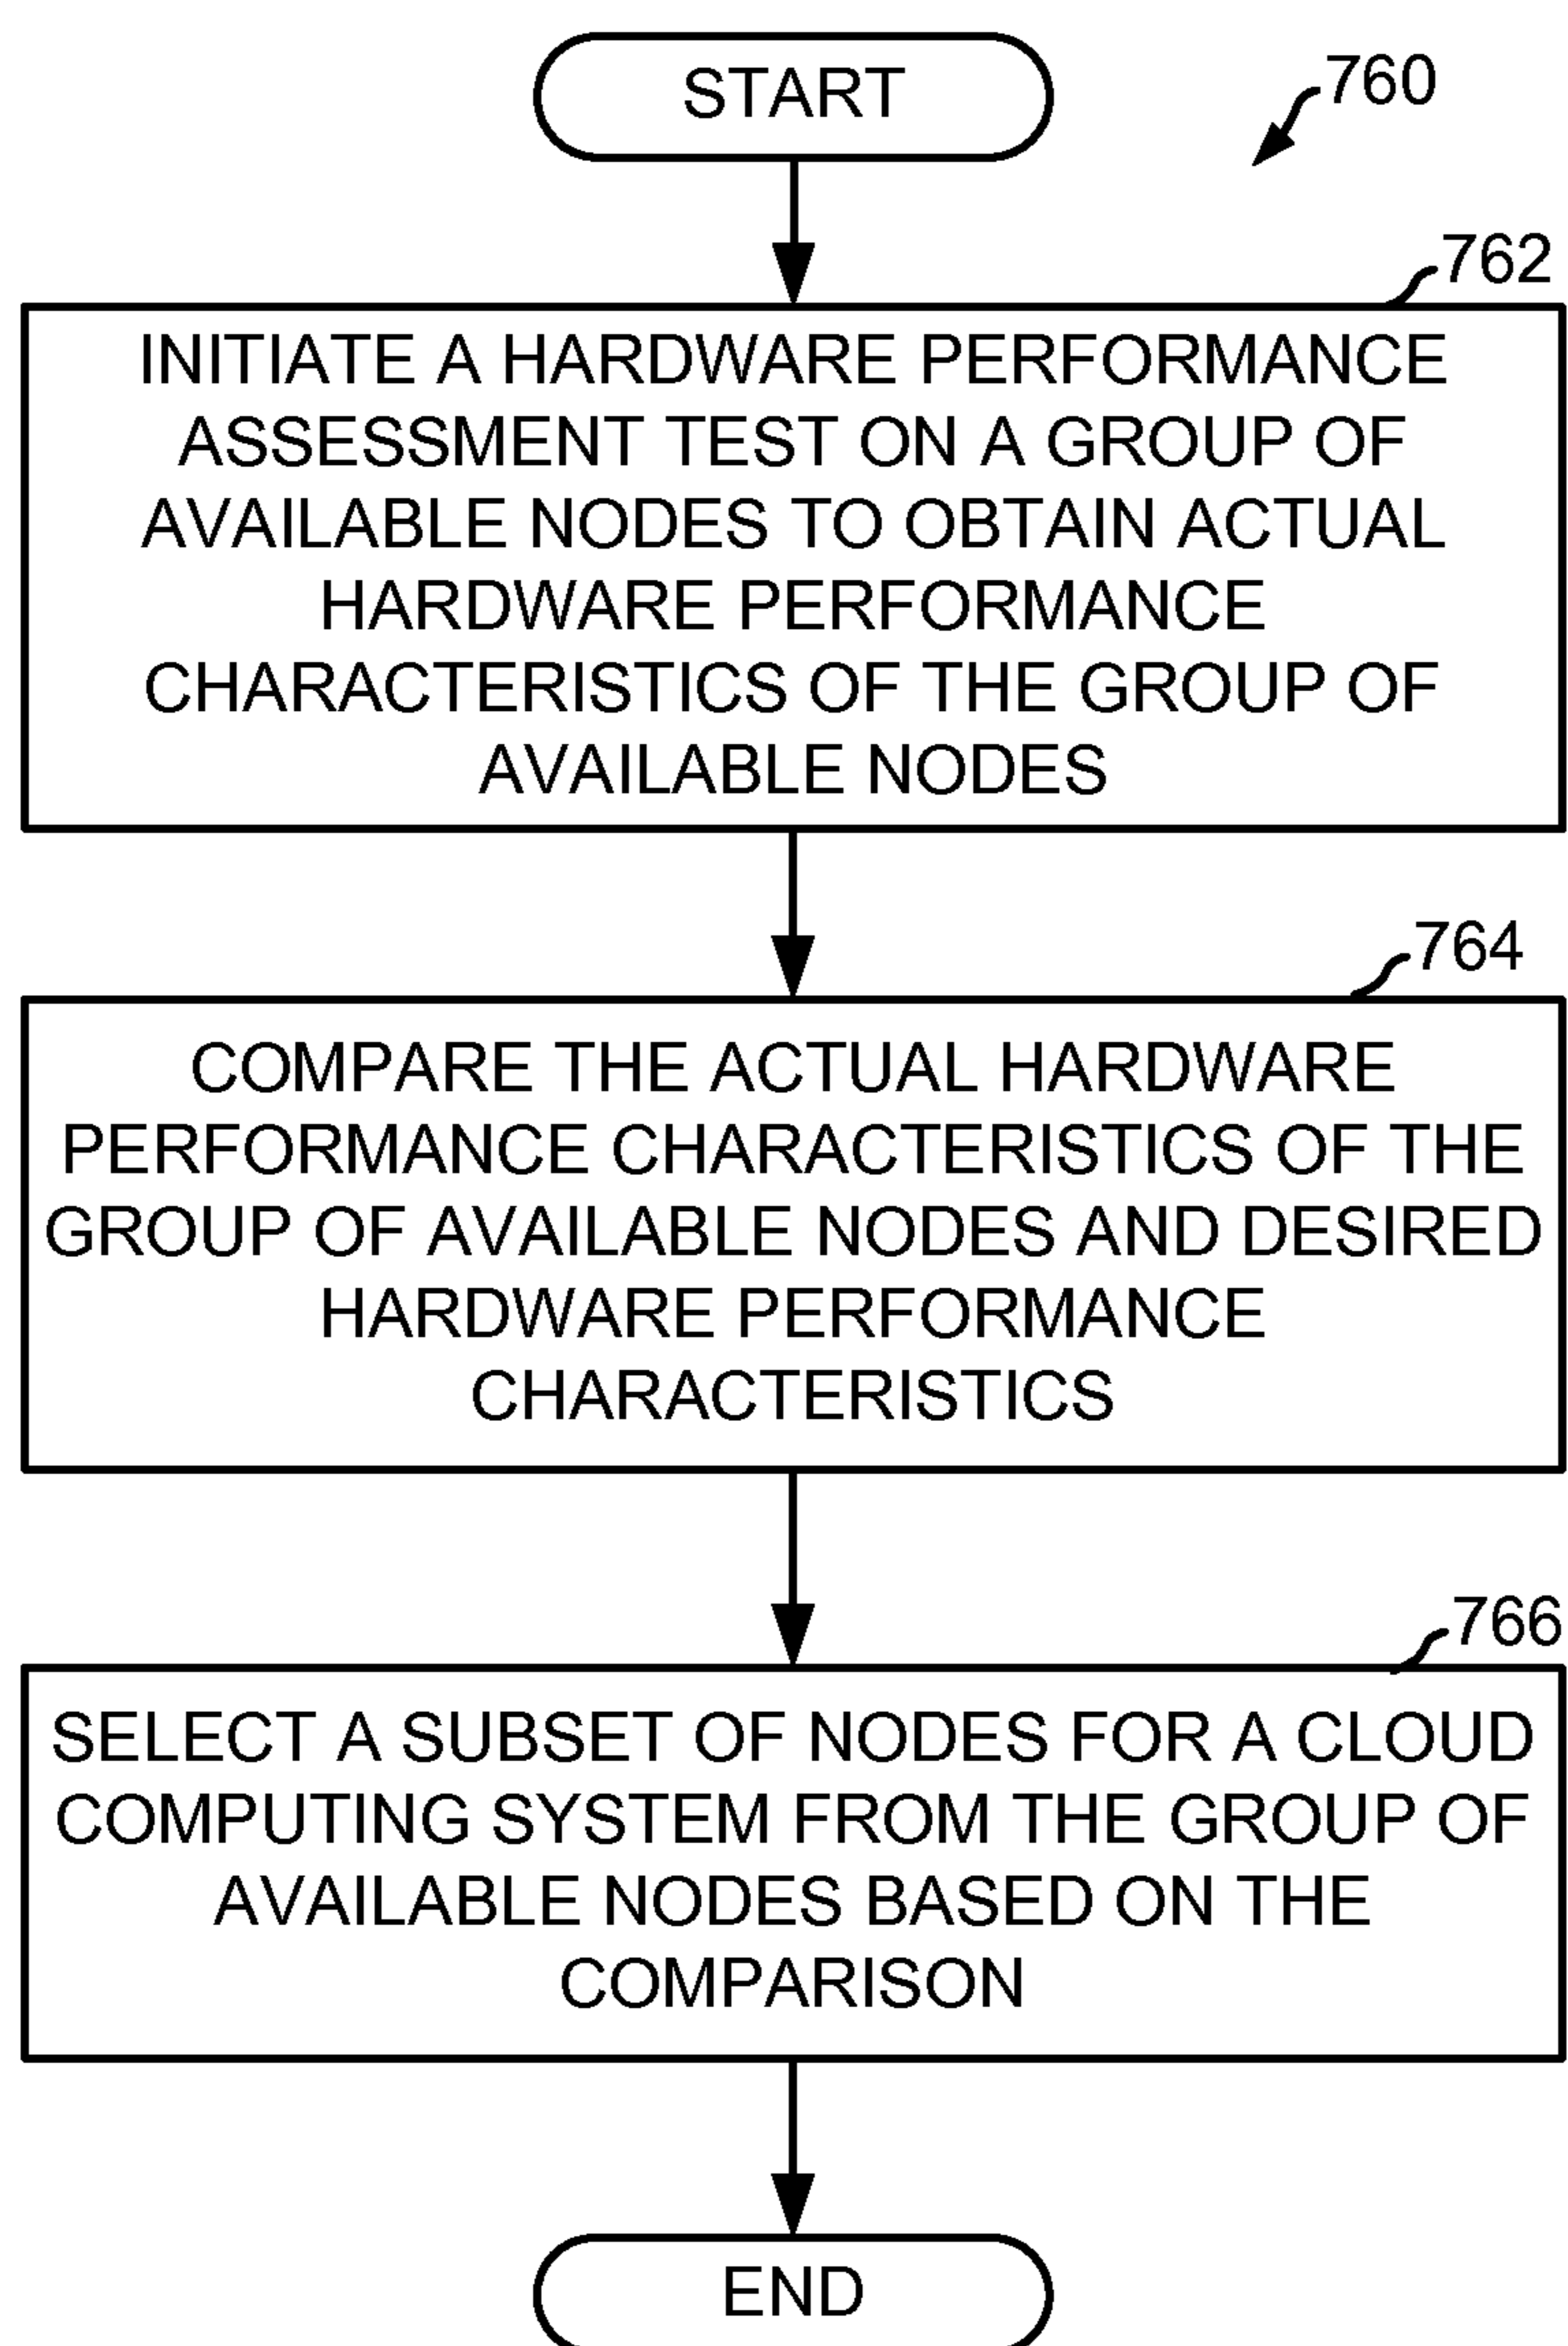 START
760
762
INITIATE A HARDWARE PERFORMANCE
ASSESSMENT TEST ON A GROUP OF
AVAILABLE NODES TO OBTAIN ACTUAL
HARDWARE PERFORMANCE
CHARACTERISTICS OF THE GROUP OF
AVAILABLE NODES
764
COMPARE THE ACTUAL HARDWARE
PERFORMANCE CHARACTERISTICS OF THE
GROUP OF AVAILABLE NODES AND DESIRED
HARDWARE PERFORMANCE
CHARACTERISTICS
766
SELECT A SUBSET OF NODES FOR A CLOUD
COMPUTING SYSTEM FROM THE GROUP OF
AVAILABLE NODES BASED ON THE
COMPARISON
END